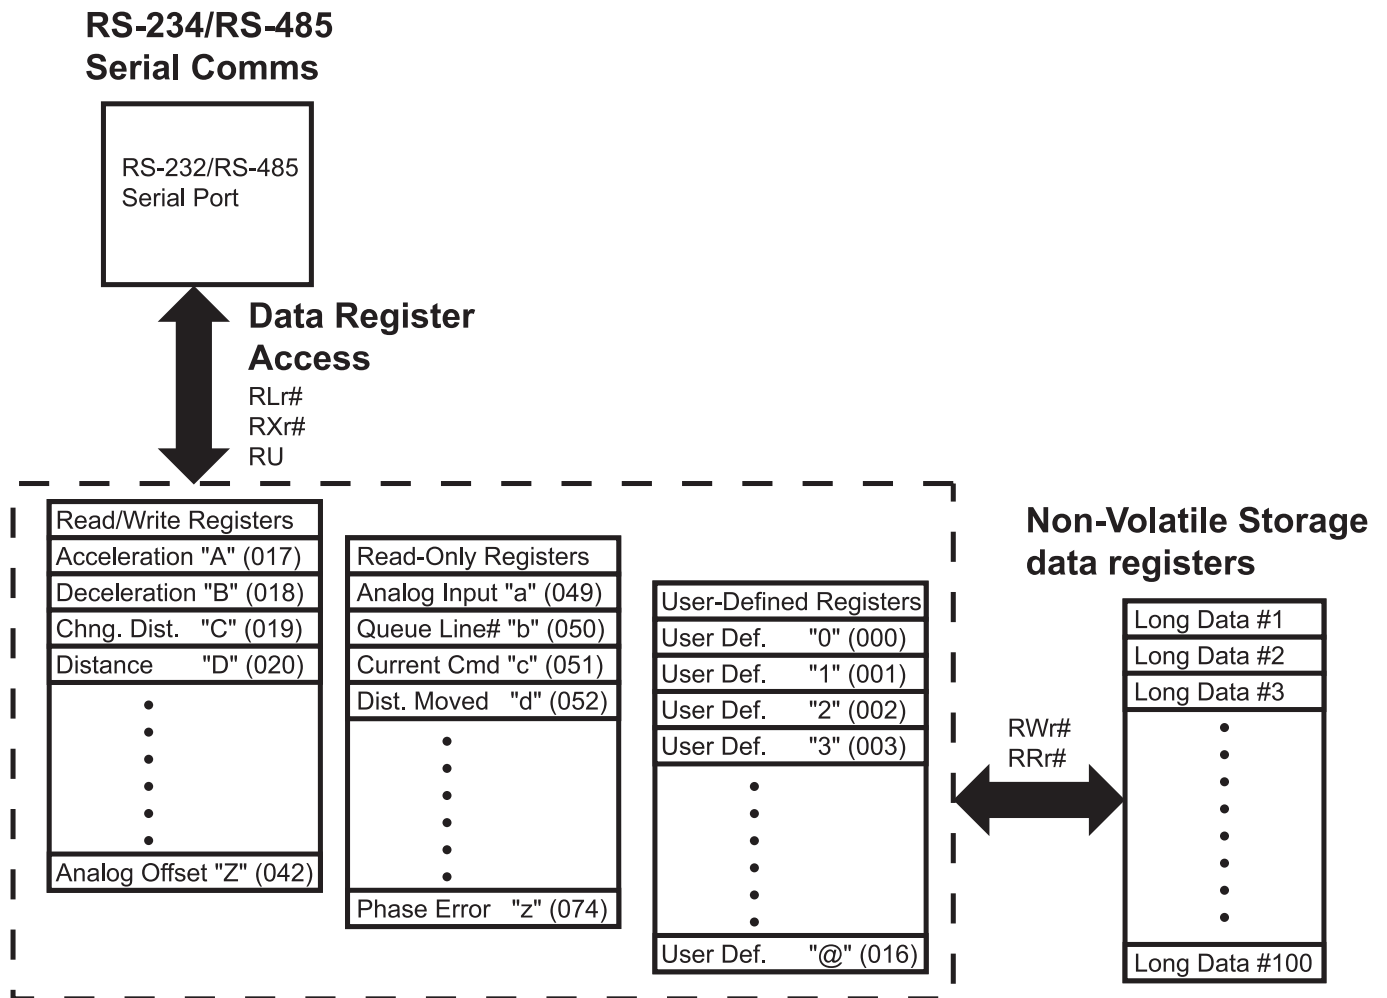 RS-234/RS-485
Serial Comms
RS-232/RS-485
Serial Port
Data Register
Access
RLr#
RXr#
RU
Read/Write Registers
Acceleration "A" (017)
Deceleration "B" (018)
Chng. Dist. "C" (019)
Distance "D" (020)
Analog Offset "Z" (042)
Read-Only Registers
Analog Input "a" (049)
Queue Line# "b" (050)
Current Cmd "c" (051)
Dist. Moved "d" (052)
Phase Error "z" (074)
User-Defined Registers
User Def. "0" (000)
User Def. "1" (001)
User Def. "2" (002)
User Def. "3" (003)
User Def. "@" (016)
RWr#
RRr#
Non-Volatile Storage
data registers
Long Data #1
Long Data #2
Long Data #3
Long Data #100